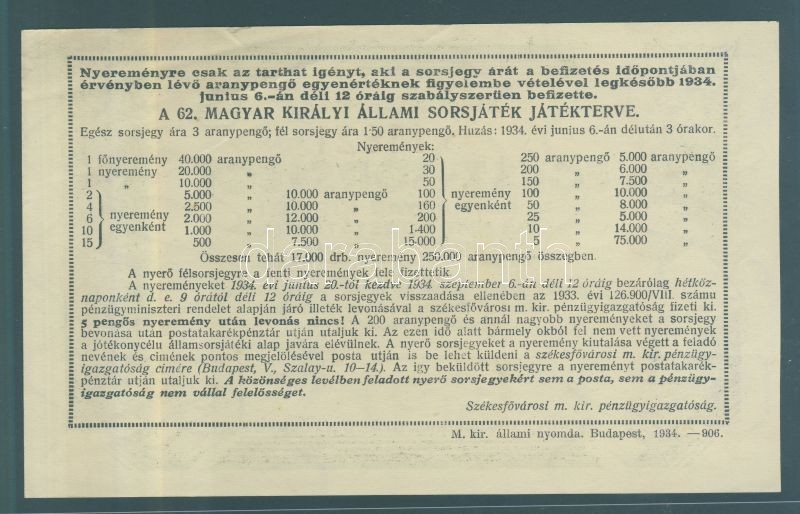 Nyereményre csak az tarthat igényt, aki a sorsjegy árát a befizetés időpontjában
érvényben lévő aranypengő egyenértéknek figyelembe vételével legkésőbb 1934.
junius 6.-án déli 12 óráig szabályszerüen befizette.
A 62. MAGYAR KIRÁLYI ÁLLAMI SORSJÁTÉK JÁTÉKTERVE.
Egész sorsjegy ára 3 aranypengő; fél sorsjegy ára 1·50 aranypengő, Huzás: 1934. évi junius 6.-án délután 3 órakor.
Nyeremények:
1 főnyeremény 40.000 aranypengő 20 250 aranypengő 5.000 aranypengő
1 nyeremény 20.000 „ 30 200 „ 6.000 „
1 „ 10.000 „ 50 150 „ 7.500 „
2 5.000 „ 10.000 aranypengő 100 nyeremény 100 „ 10.000 „
4 nyeremény 2.500 „ 10.000 „ 160 egyenként 50 „ 8.000 „
6 egyenként 2.000 „ 12.000 „ 200 25 „ 5.000 „
10 1.000 „ 10.000 „ 1·400 10 „ 14.000 „
15 500 „ 7.500 „ 15·000 5 „ 75.000 „
Összesen tehát 17.000 drb. nyeremény 250.000 aranypengő összegben.
A nyerő félsorsjegyre a fenti nyeremények fele fizettetik.
A nyereményeket 1934. évi junius 20.-tól kezdve 1934. szeptember 6.-án déli 12 óráig bezárólag hétköz-
naponként d. e. 9 órától déli 12 óráig a sorsjegyek visszaadása ellenében az 1933. évi 126.900/VIII. számu
pénzügyminiszteri rendelet alapján járó illeték levonásával a székesfővárosi m. kir. pénzügyigazgatóság fizeti ki.
5 pengős nyeremény után levonás nincs! A 200 aranypengő és annál nagyobb nyereményeket a sorsjegy
bevonása után postatakarékpénztár utján utaljuk ki. Az ezen idő alatt bármely okból fel nem vett nyeremények
a jótékonycélu államsorsjátéki alap javára elévülnek. A nyerő sorsjegyeket a nyeremény kiutalása végett a feladó
nevének és cimének pontos megjelölésével posta utján is be lehet küldeni a székesfővárosi m. kir. pénzügy-
igazgatóság cimére (Budapest, V., Szalay-u. 10–14.). Az igy beküldött sorsjegyre a nyereményt postatakarék-
pénztár utján utaljuk ki. A közönséges levélben feladott nyerő sorsjegyekért sem a posta, sem a pénzügy-
igazgatóság nem vállal felelősséget.
Székesfővárosi m. kir. pénzügyigazgatóság.
M. kir. állami nyomda. Budapest, 1934. —906.
darabanth